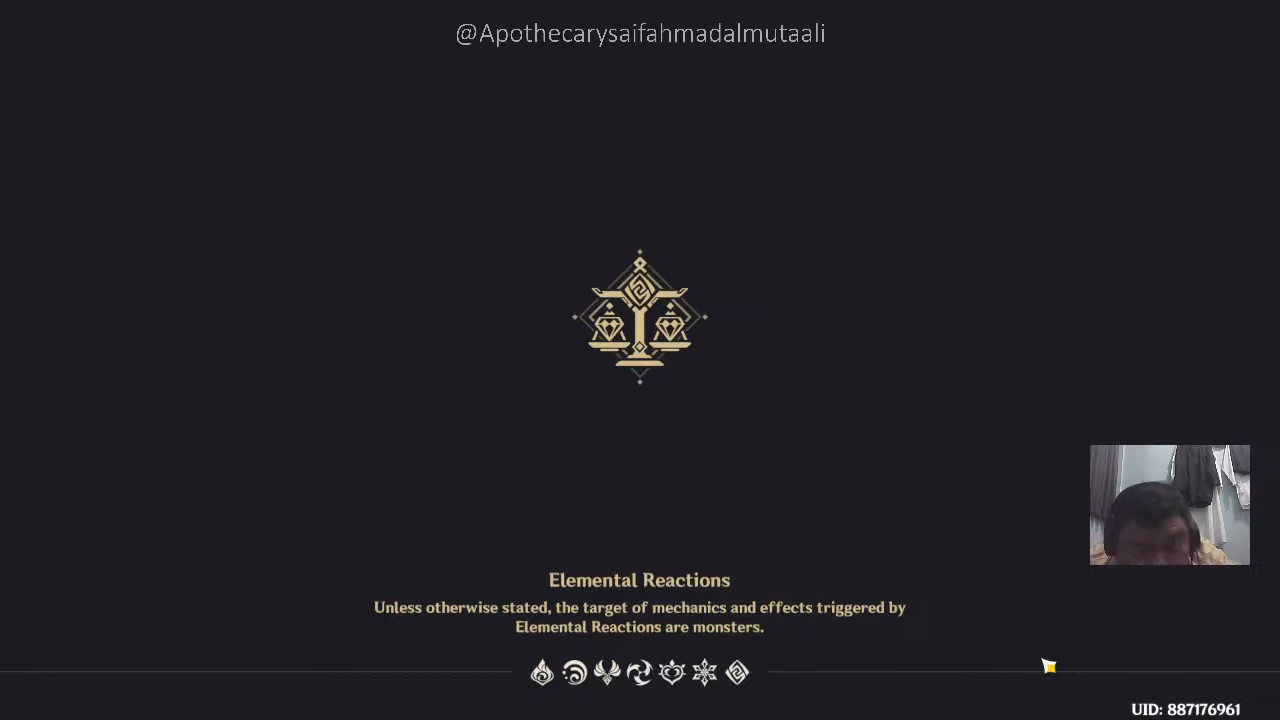 @Apothecarysaifahmadalmutaali
Elemental Reactions
Unless otherwise stated, the target of mechanics and effects triggered by
Elemental Reactions are monsters.
UID: 887176961